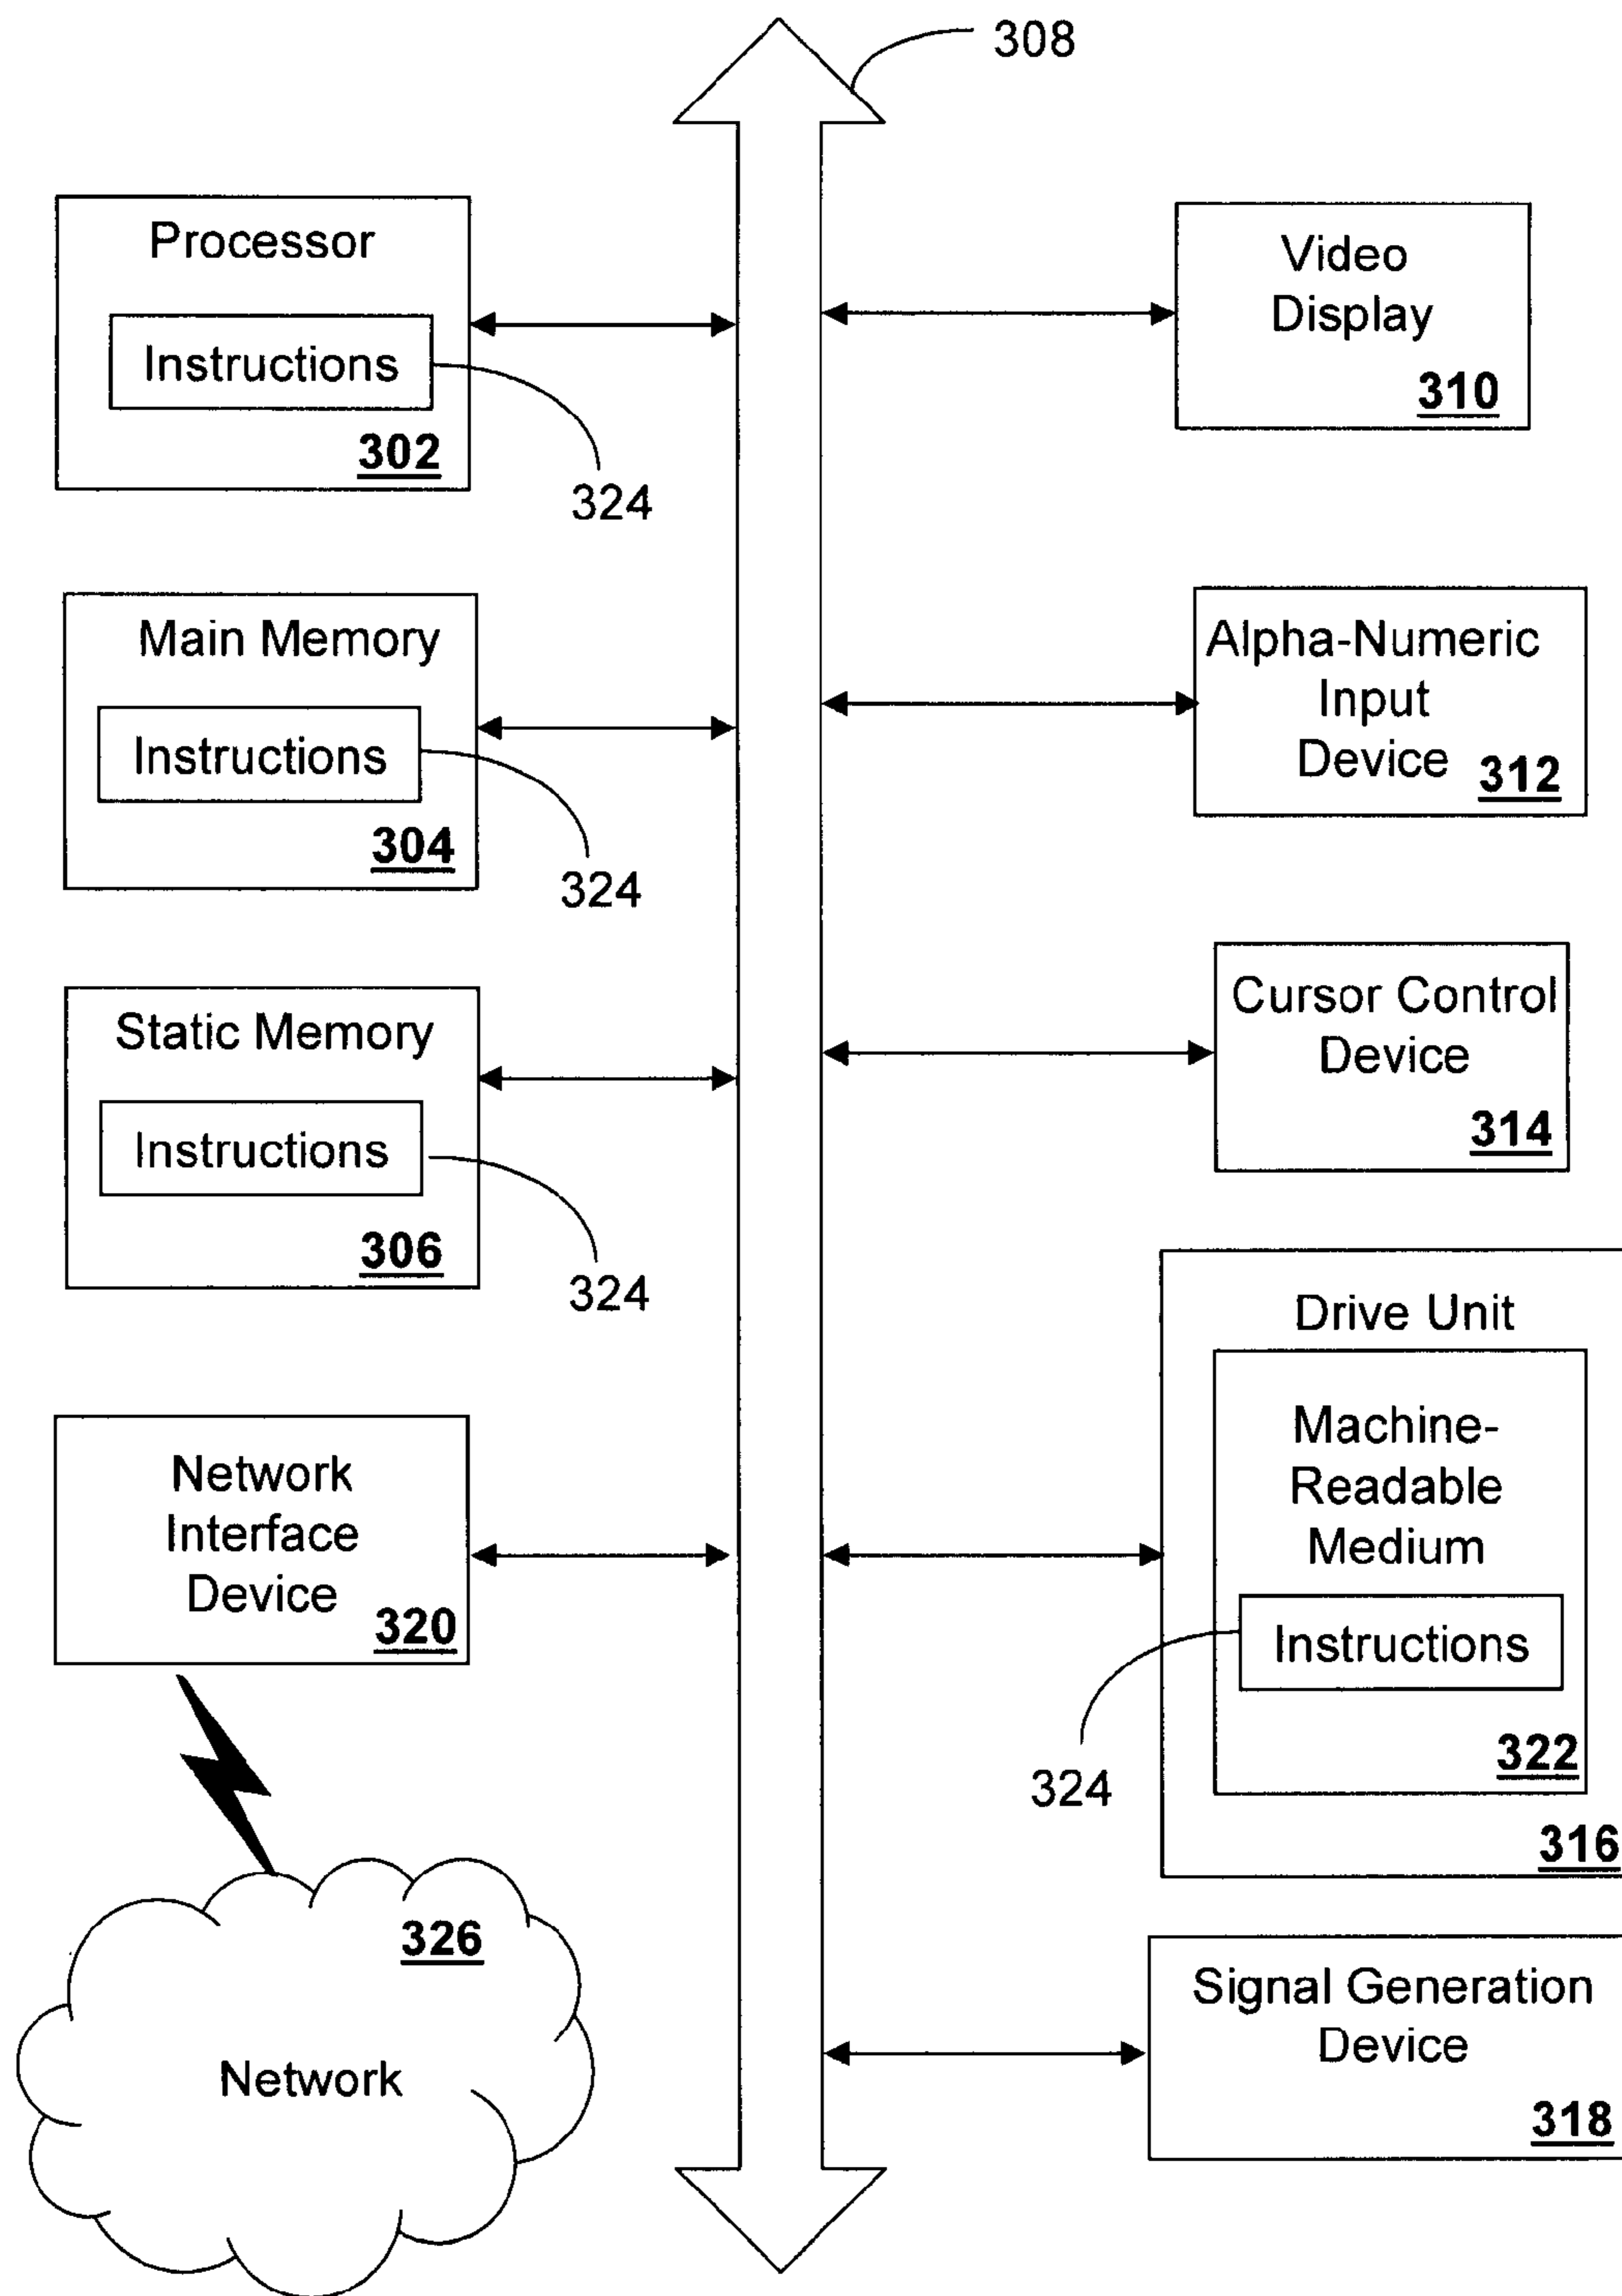 308
Processor
Instructions
302
324
Main Memory
Instructions
304
324
Static Memory
Instructions
306
324
Network
Interface
Device
320
326
Network
Video
Display
310
Alpha-Numeric
Input
Device
312
Cursor Control
Device
314
Drive Unit
Machine-
Readable
Medium
Instructions
322
324
316
Signal Generation
Device
318